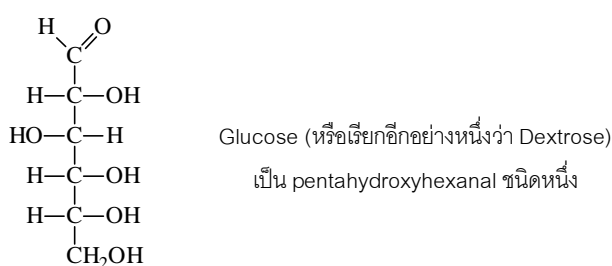 H O
C
H—C—OH
HO—C—H
Glucose (หรือเรียกอีกอย่างหนึ่งว่า Dextrose)
H—C—OH
เป็น pentahydroxyhexanal ชนิดหนึ่ง
H—C—OH
CH₂OH